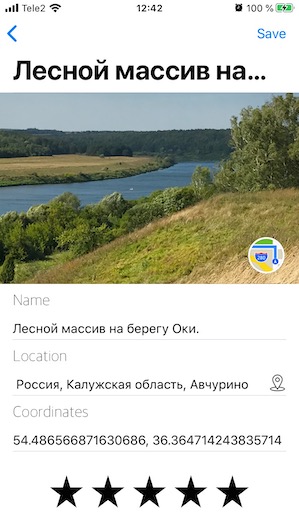 Tele2 12:42 100 %
Save
Лесной массив на...
280
Name
Лесной массив на берегу Оки.
Location
Россия, Калужская область, Авчурино
Coordinates
54.486566871630686, 36.364714243835714